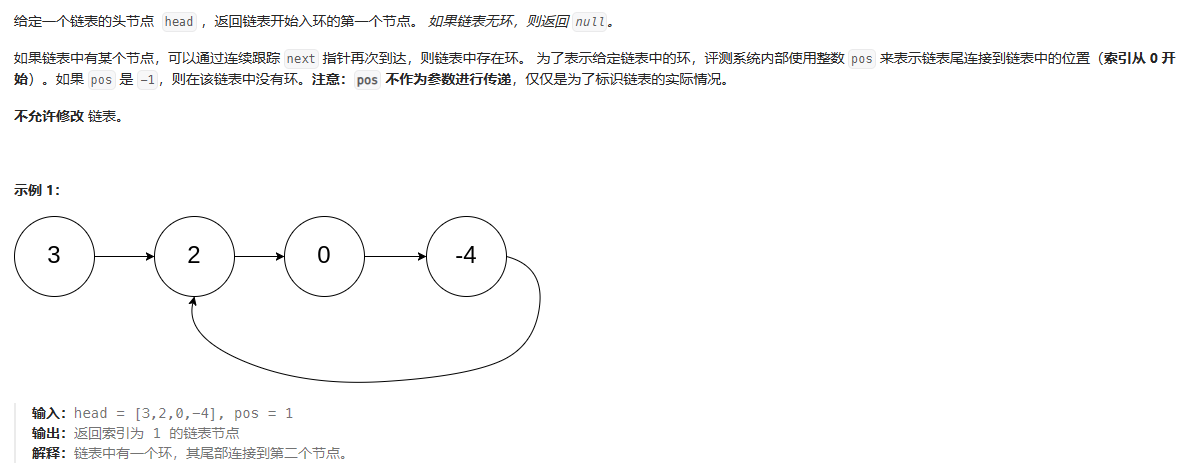 给定一个链表的头节点 head ，返回链表开始入环的第一个节点。 如果链表无环，则返回 null。
如果链表中有某个节点，可以通过连续跟踪 next 指针再次到达，则链表中存在环。 为了表示给定链表中的环，评测系统内部使用整数 pos 来表示链表尾连接到链表中的位置（索引从 0 开
始）。如果 pos 是 -1，则在该链表中没有环。注意：pos 不作为参数进行传递，仅仅是为了标识链表的实际情况。
不允许修改 链表。
示例 1：
3 2 0 -4
输入：head = [3,2,0,-4], pos = 1
输出：返回索引为 1 的链表节点
解释：链表中有一个环，其尾部连接到第二个节点。